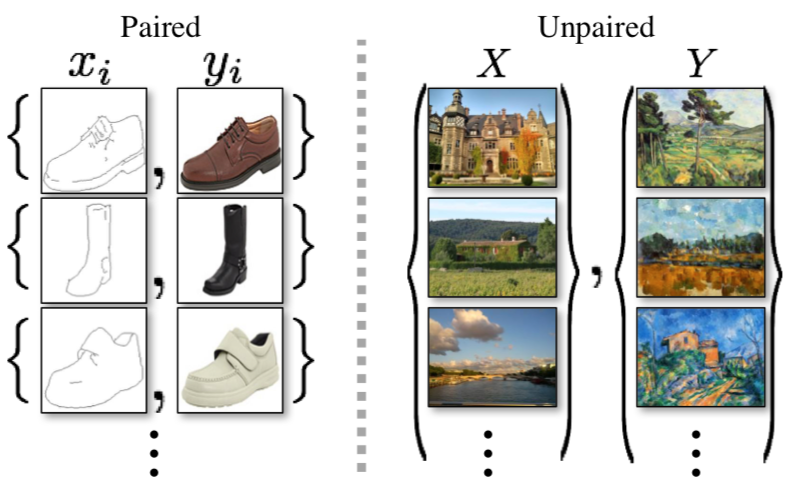 Paired
Unpaired
x_i
y_i
X
Y
{ , }
{ , }
{ , }
{ } , { }
⋮
⋮
⋮